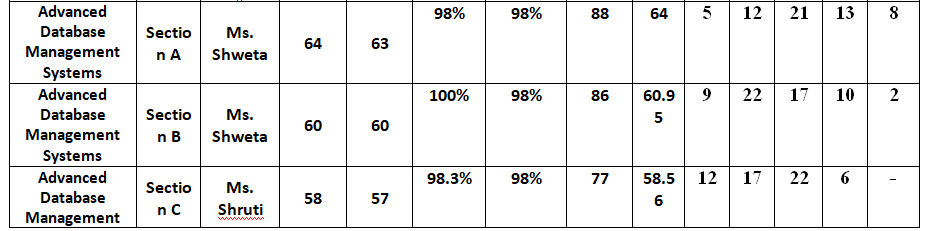 Advanced Database Management Systems Section A Ms. Shweta 64 63 98% 98% 88 64 5 12 21 13 8
Advanced Database Management Systems Section B Ms. Shweta 60 60 100% 98% 86 60.95 9 22 17 10 2
Advanced Database Management Section C Ms. Shruti 58 57 98.3% 98% 77 58.56 12 17 22 6 -